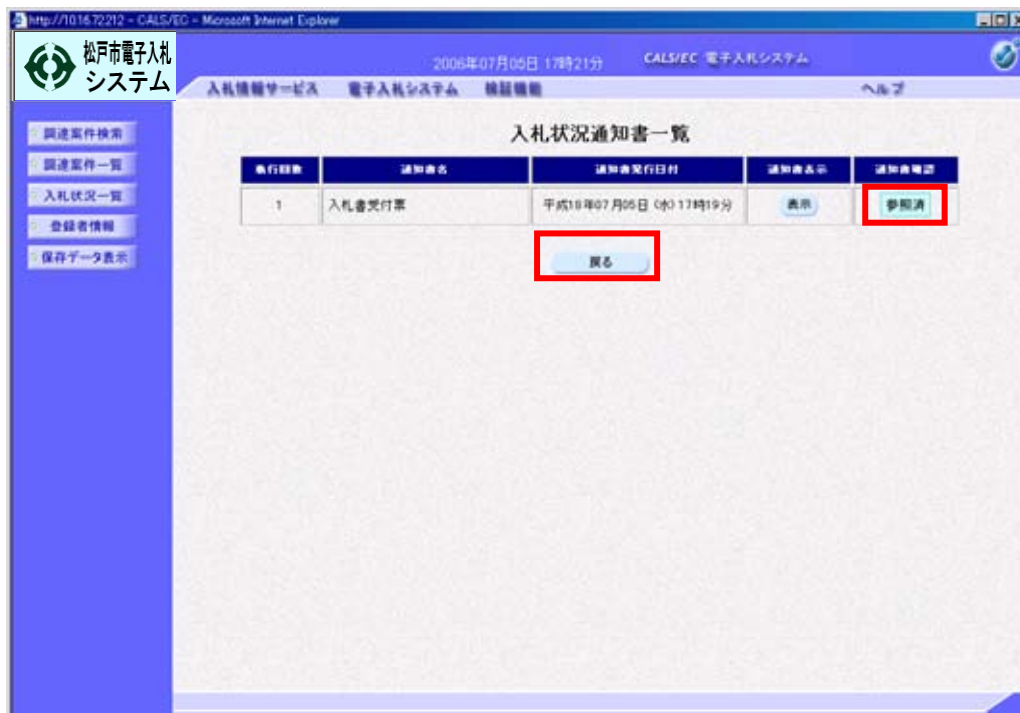 http://10.16.72.212 - CALS/EC - Microsoft Internet Explorer
松戸市電子入札
システム
2006年07月05日 17時21分
CALS/EC 電子入札システム
入札情報サービス 電子入札システム 検証機能 ヘルプ
調達案件検索
調達案件一覧
入札状況一覧
登録者情報
保存データ表示
入札状況通知書一覧
執行回数 通知書名 通知書発行日付 通知書表示 通知書確認
1 入札書受付票 平成18年07月05日 (水) 17時19分 表示 参照済
戻る